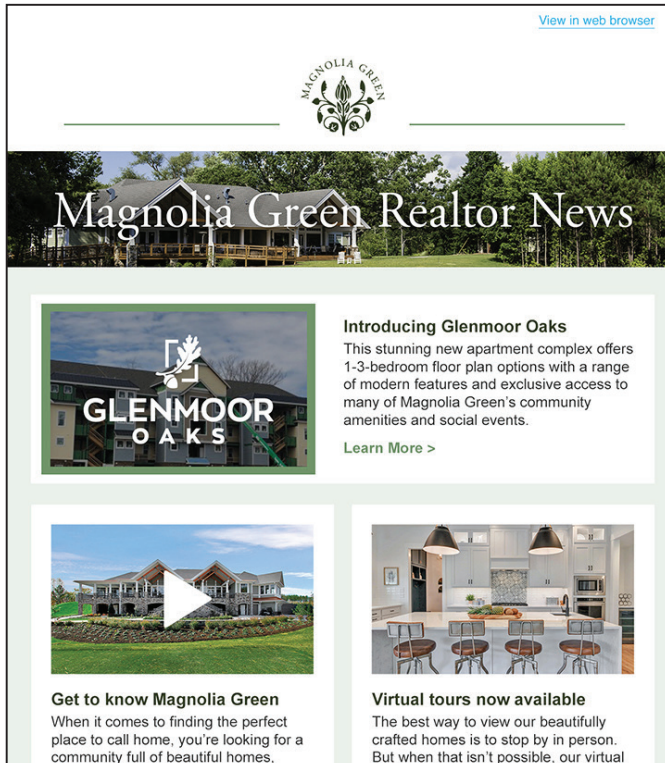 View in web browser
MAGNOLIA GREEN
Magnolia Green Realtor News
GLENMOOR
OAKS
Introducing Glenmoor Oaks
This stunning new apartment complex offers
1-3-bedroom floor plan options with a range
of modern features and exclusive access to
many of Magnolia Green’s community
amenities and social events.
Learn More >
Get to know Magnolia Green
When it comes to finding the perfect
place to call home, you’re looking for a
community full of beautiful homes,
Virtual tours now available
The best way to view our beautifully
crafted homes is to stop by in person.
But when that isn’t possible, our virtual